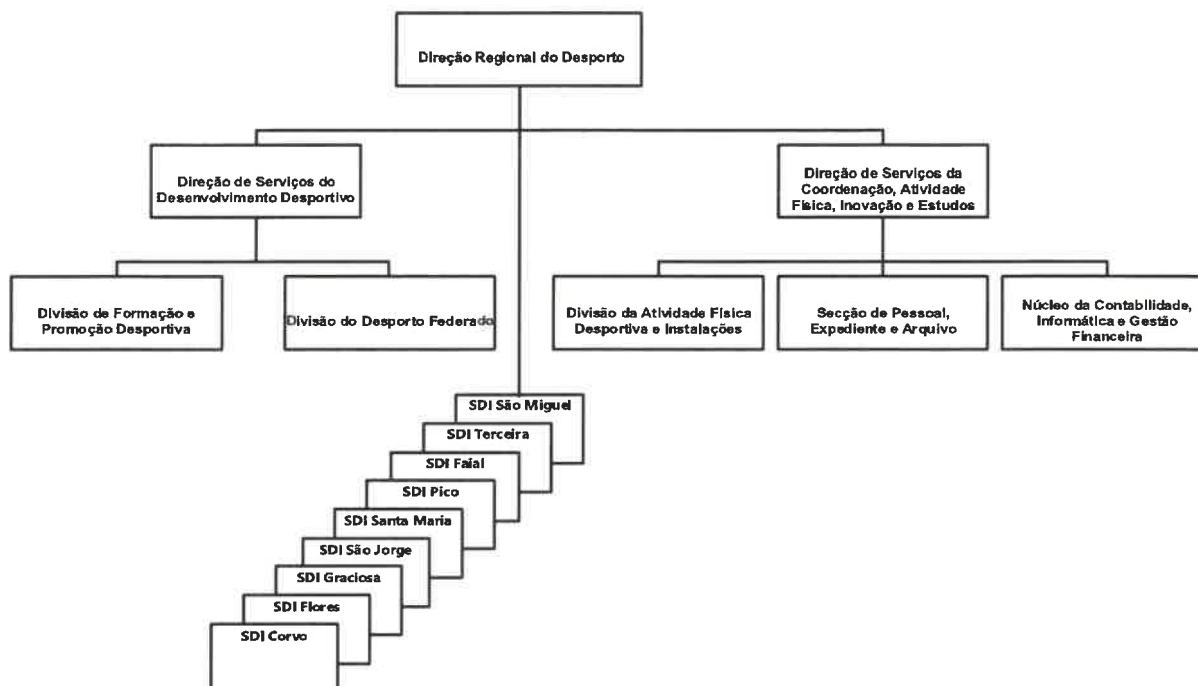 Direção Regional do Desporto
Direção de Serviços do
Desenvolvimento Desportivo
Direção de Serviços da
Coordenação, Atividade
Física, Inovação e Estudos
Divisão de Formação e
Promoção Desportiva
Divisão do Desporto Federado
Divisão da Atividade Física
Desportiva e Instalações
Secção de Pessoal,
Expediente e Arquivo
Núcleo da Contabilidade,
Informática e Gestão
Financeira
SDI São Miguel
SDI Terceira
SDI Faial
SDI Pico
SDI Santa Maria
SDI São Jorge
SDI Graciosa
SDI Flores
SDI Corvo